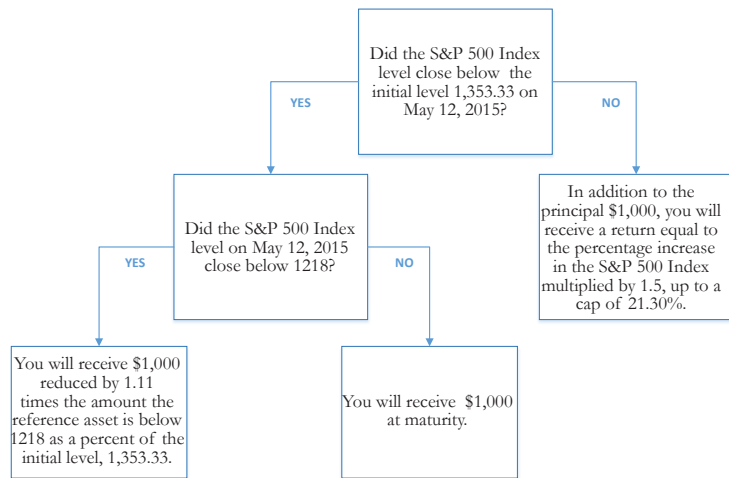 Did the S&P 500 Index
level close below the
initial level 1,353.33 on
May 12, 2015?
YES
NO
Did the S&P 500 Index
level on May 12, 2015
close below 1218?
In addition to the
principal $1,000, you will
receive a return equal to
the percentage increase
in the S&P 500 Index
multiplied by 1.5, up to a
cap of 21.30%.
YES
NO
You will receive $1,000
reduced by 1.11
times the amount the
reference asset is below
1218 as a percent of the
initial level, 1,353.33.
You will receive $1,000
at maturity.